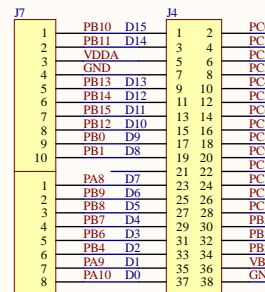 J7 J4
1 PB10 D15 1 2 PC
2 PB11 D14 3 4 PC
3 VDDA 5 6 PC
4 GND 7 8 PC
5 PB13 D13 9 10 PC
6 PB14 D12 11 12 PC
7 PB15 D11 13 14 PC
8 PB12 D10 15 16 PC
9 PB0 D9 17 18 PC
10 PB1 D8 19 20 PC
21 22 PC
1 PA8 D7 23 24 PC
2 PB9 D6 25 26 PC
3 PB8 D5 27 28 PC
4 PB7 D4 29 30 PB
5 PB6 D3 31 32 PB
6 PB4 D2 33 34 PB
7 PA9 D1 35 36 VB
8 PA10 D0 37 38 GN